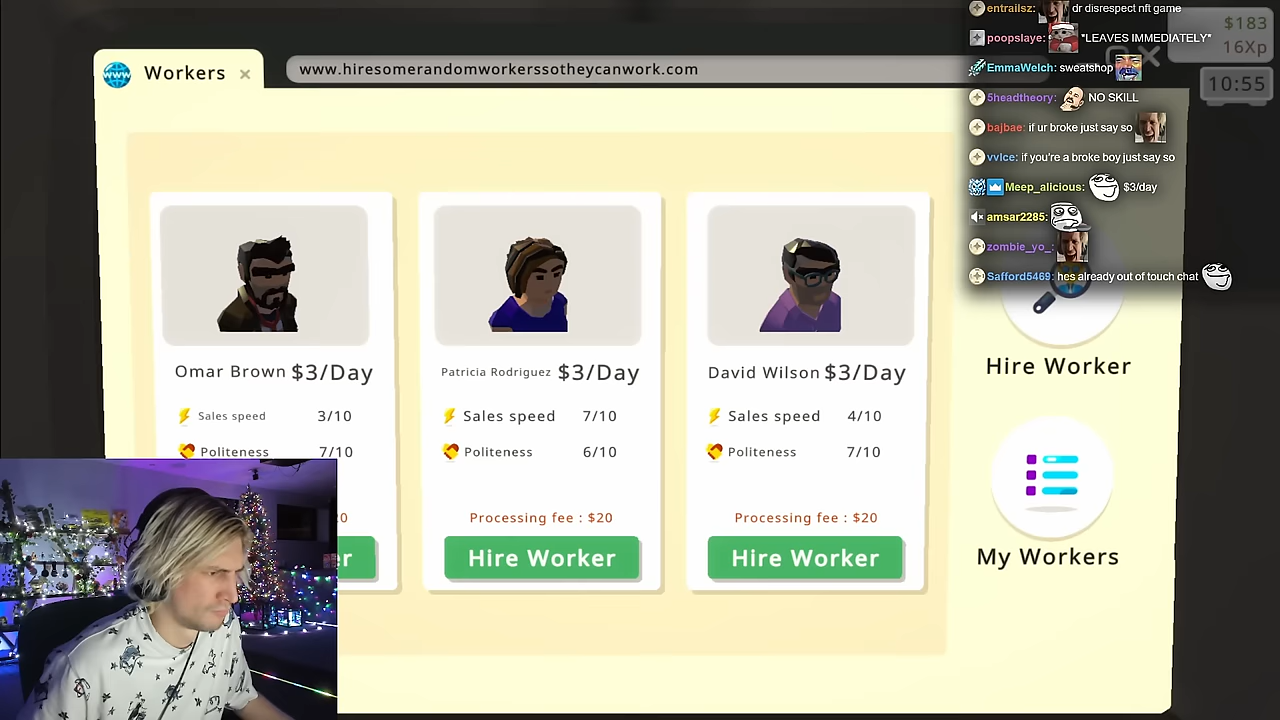 entrailsz: dr disrespect nft game
poopslaye: *LEAVES IMMEDIATELY*
EmmaWelch: sweatshop
5headtheory: NO SKILL
bajbae: if ur broke just say so
vvlce: if you're a broke boy just say so
Meep_alicious: $3/day
amsar2285:
zombie_yo_:
Safford5469: hes already out of touch chat
$183
16Xp
10:55
www Workers ×
www.hiresomerandomworkerssotheycanwork.com
Omar Brown $3/Day
Sales speed 3/10
Politeness 7/10
Patricia Rodriguez $3/Day
Sales speed 7/10
Politeness 6/10
Processing fee : $20
Hire Worker
David Wilson $3/Day
Sales speed 4/10
Politeness 7/10
Processing fee : $20
Hire Worker
Hire Worker
My Workers